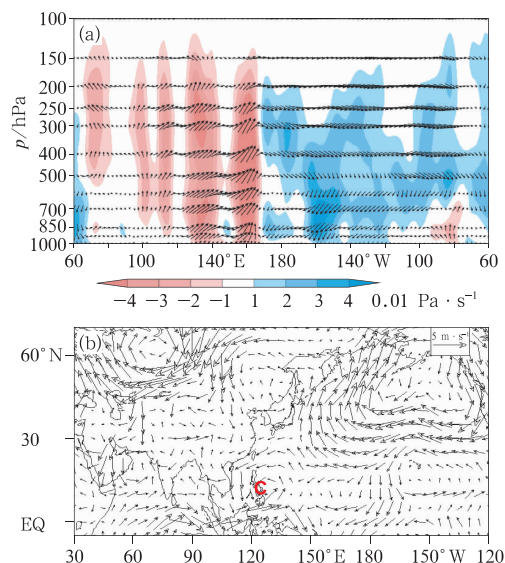 (a)
100
150
200
250
300
400
500
700
850
1000
p/hPa
60 100 140°E 180 140°W 100 60
−4 −3 −2 −1 1 2 3 4 0.01 Pa · s⁻¹
(b)
5 m · s⁻¹
60°N
30
EQ
C
30 60 90 120 150°E 180 150°W 120